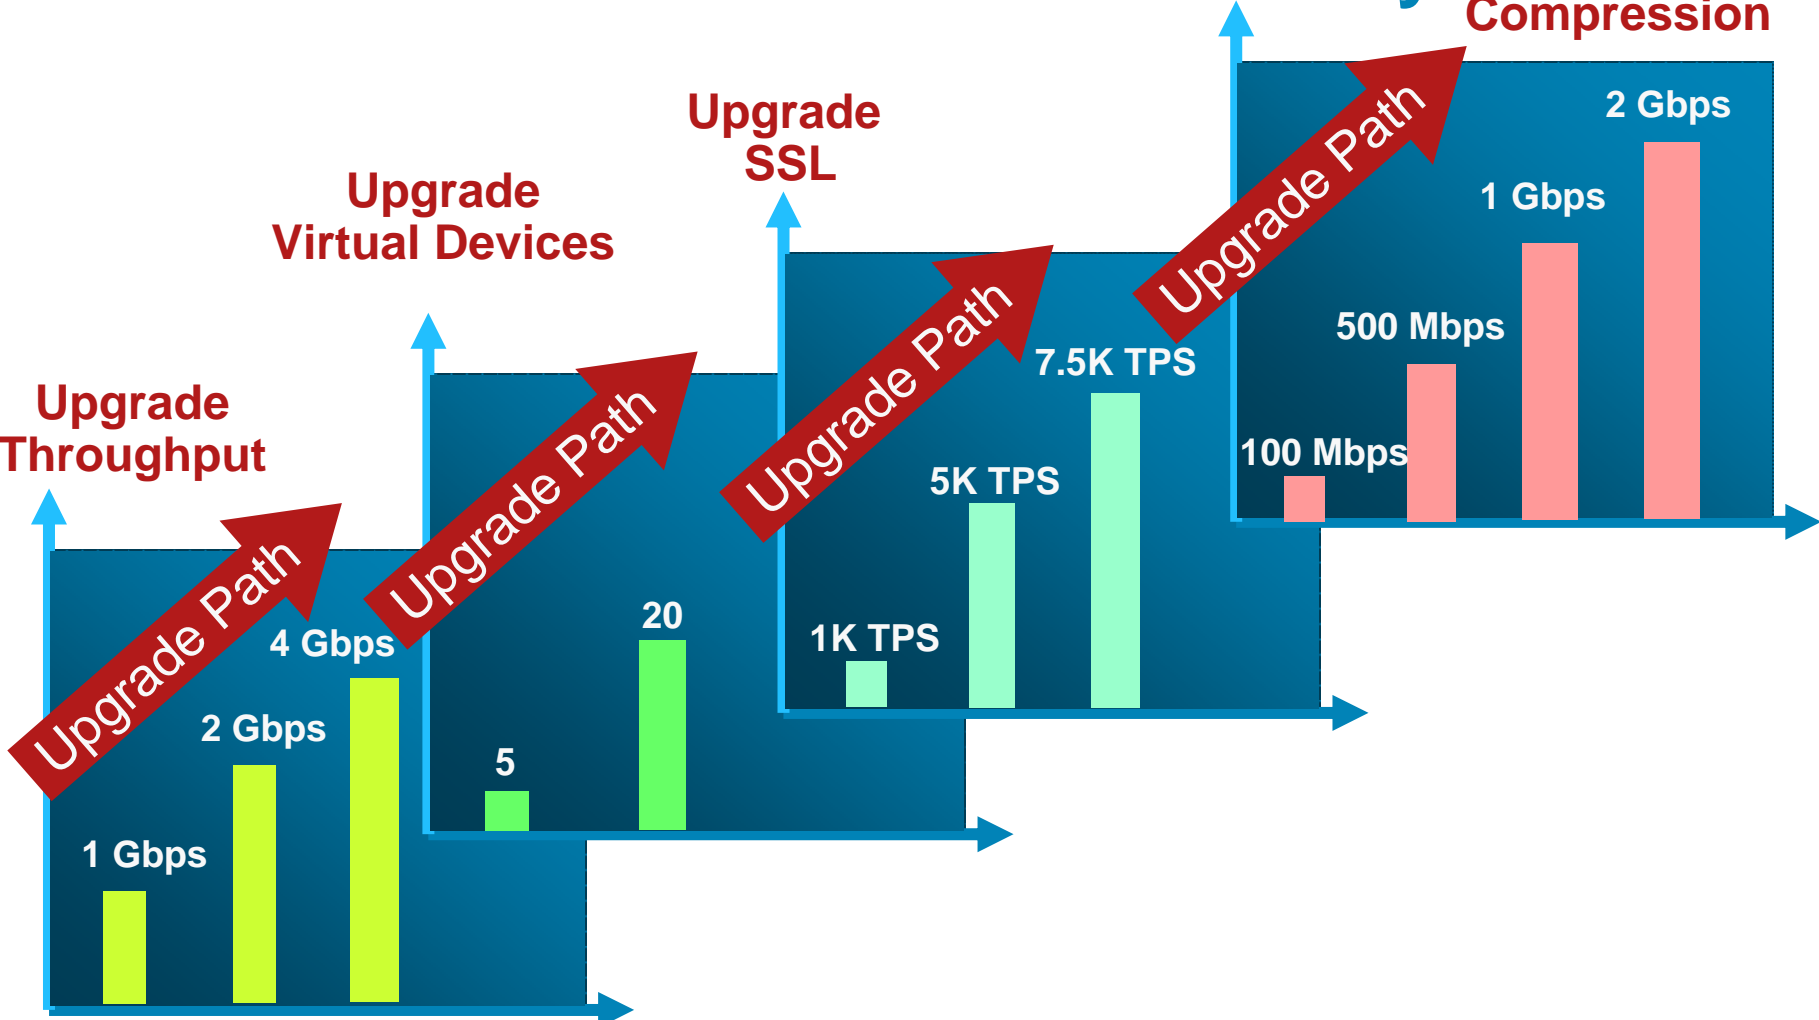 Compression
Upgrade Path
2 Gbps
1 Gbps
500 Mbps
100 Mbps
Upgrade
SSL
Upgrade Path
7.5K TPS
5K TPS
1K TPS
Upgrade
Virtual Devices
Upgrade Path
20
5
Upgrade
Throughput
Upgrade Path
4 Gbps
2 Gbps
1 Gbps